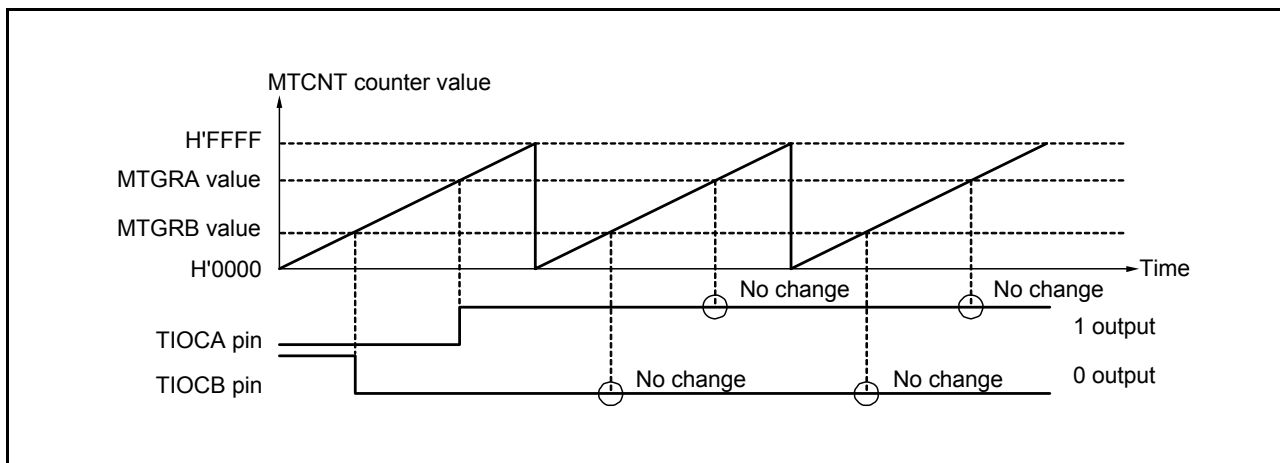 MTCNT counter value
H'FFFF
MTGRA value
MTGRB value
H'0000
Time
No change
No change
1 output
TIOCA pin
TIOCB pin
No change
No change
0 output